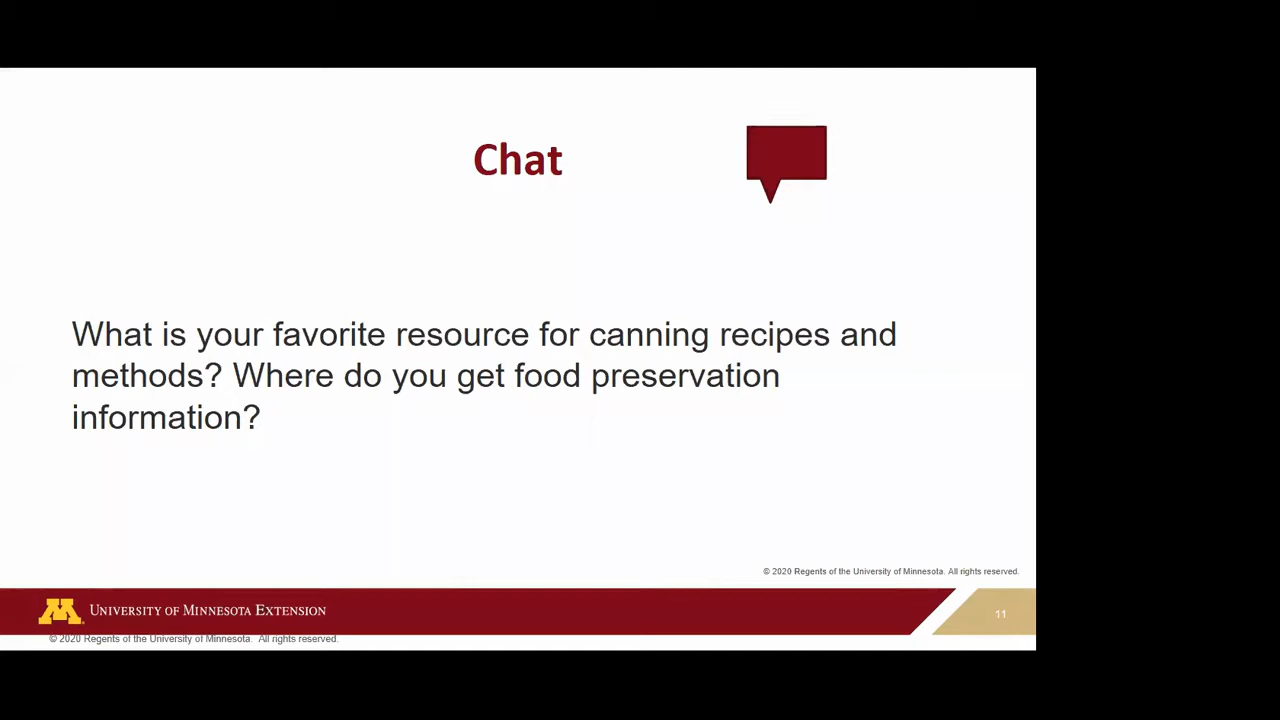 Chat
What is your favorite resource for canning recipes and
methods? Where do you get food preservation
information?
© 2020 Regents of the University of Minnesota. All rights reserved.
UNIVERSITY OF MINNESOTA EXTENSION
11
© 2020 Regents of the University of Minnesota. All rights reserved.